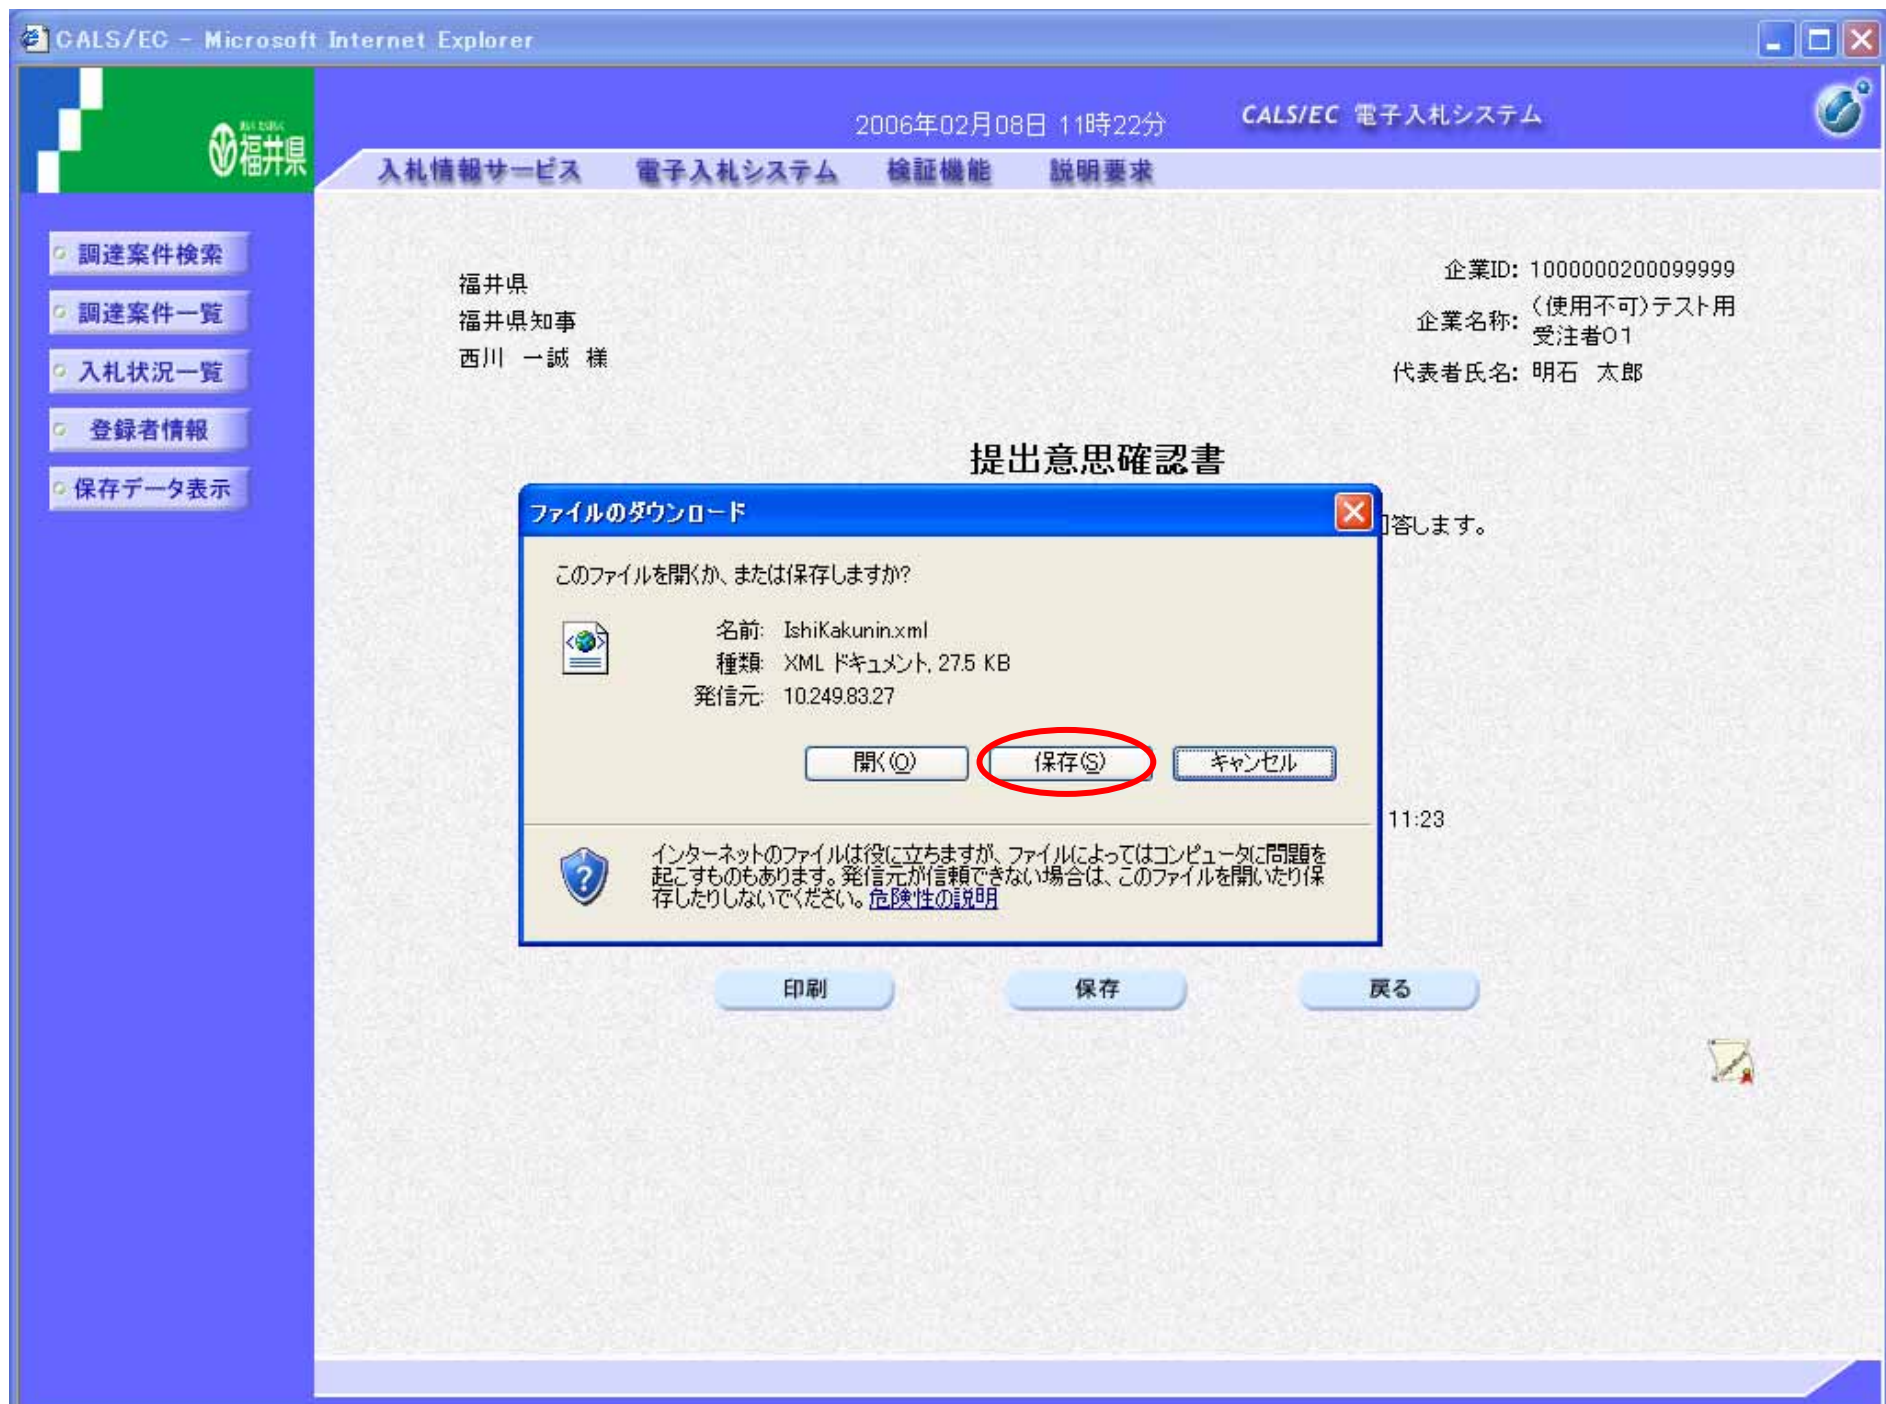 CALS/EC - Microsoft Internet Explorer
福井県
2006年02月08日 11時22分
CALS/EC 電子入札システム
入札情報サービス 電子入札システム 検証機能 説明要求
調達案件検索
調達案件一覧
入札状況一覧
登録者情報
保存データ表示
福井県
福井県知事
西川 一誠 様
企業ID: 1000000200099999
企業名称: (使用不可)テスト用
受注者01
代表者氏名: 明石 太郎
提出意思確認書
答します。
ファイルのダウンロード
このファイルを開くか、または保存しますか?
名前: IshiKakunin.xml
種類: XML ドキュメント, 27.5 KB
発信元: 10.249.83.27
開く(O) 保存(S) キャンセル
11:23
インターネットのファイルは役に立ちますが、ファイルによってはコンピュータに問題を
起こすものもあります。発信元が信頼できない場合は、このファイルを開いたり保
存したりしないでください。危険性の説明
印刷 保存 戻る